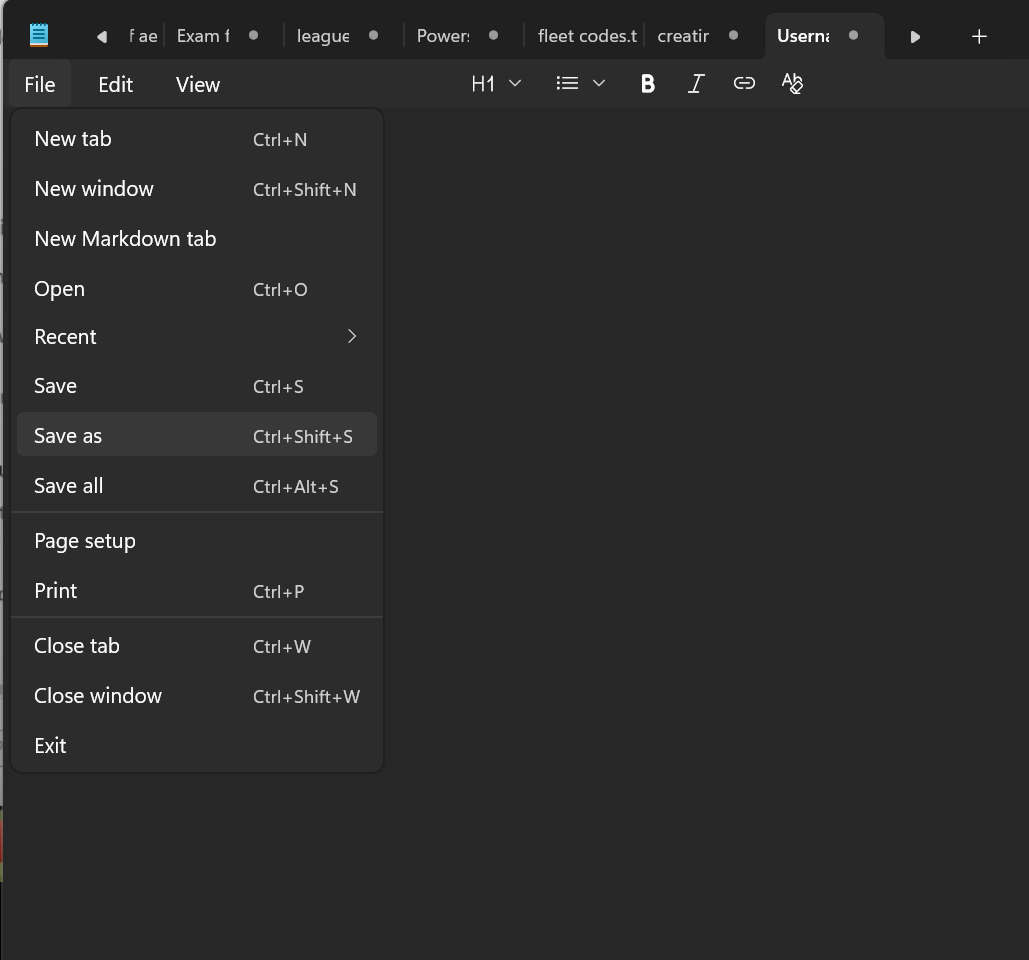 f ae Exam f league Powers fleet codes.t creatir Userna
File Edit View H1 B I
New tab Ctrl+N
New window Ctrl+Shift+N
New Markdown tab
Open Ctrl+O
Recent
Save Ctrl+S
Save as Ctrl+Shift+S
Save all Ctrl+Alt+S
Page setup
Print Ctrl+P
Close tab Ctrl+W
Close window Ctrl+Shift+W
Exit